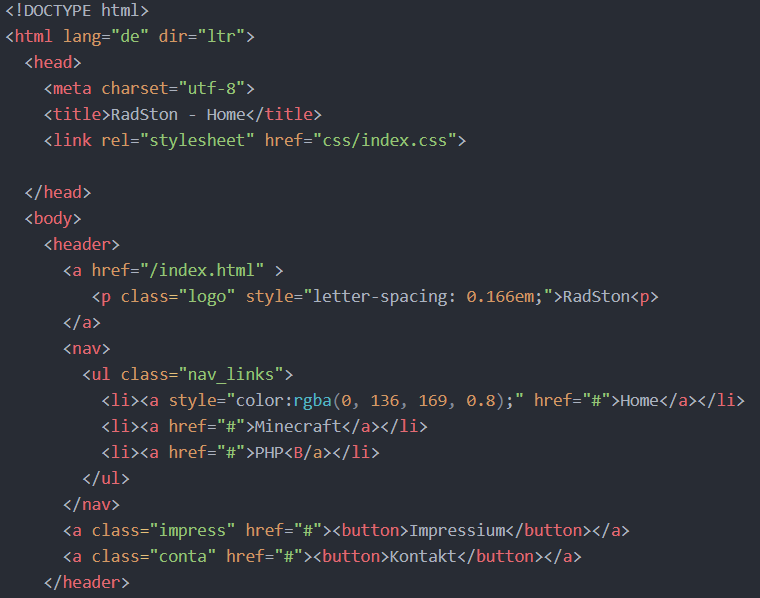 <!DOCTYPE html>
<html lang="de" dir="ltr">
  <head>
    <meta charset="utf-8">
    <title>RadSton - Home</title>
    <link rel="stylesheet" href="css/index.css">

  </head>
  <body>
    <header>
      <a href="/index.html" >
         <p class="logo" style="letter-spacing: 0.166em;">RadSton<p>
      </a>
      <nav>
        <ul class="nav_links">
          <li><a style="color:rgba(0, 136, 169, 0.8);" href="#">Home</a></li>
          <li><a href="#">Minecraft</a></li>
          <li><a href="#">PHP<B/a></li>
        </ul>
      </nav>
      <a class="impress" href="#"><button>Impressium</button></a>
      <a class="conta" href="#"><button>Kontakt</button></a>
    </header>